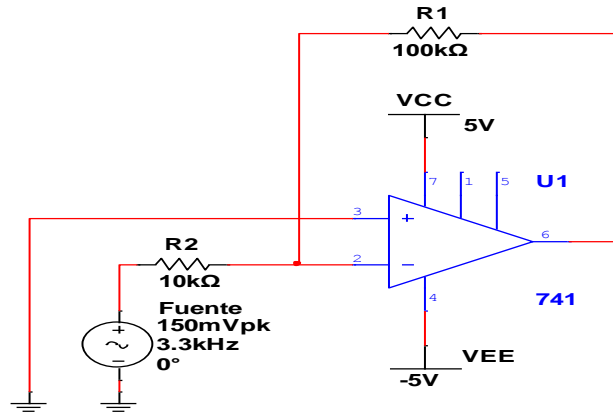 R1
100kΩ
VCC
5V
7
1
5
U1
3
+
6
R2
2
−
10kΩ
4
741
Fuente
+
150mVpk
3.3kHz
−
0°
VEE
-5V